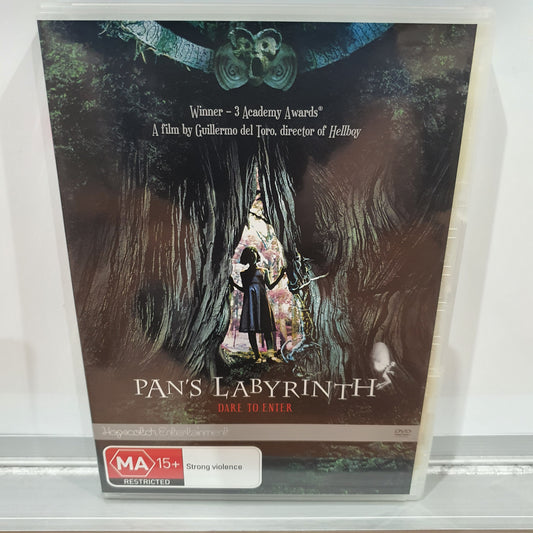 Winner – 3 Academy Awards®
A film by Guillermo del Toro, director of Hellboy
PAN'S LABYRINTH
DARE TO ENTER
Hopscotch Entertainment
DVD
MA 15+ Strong violence
RESTRICTED